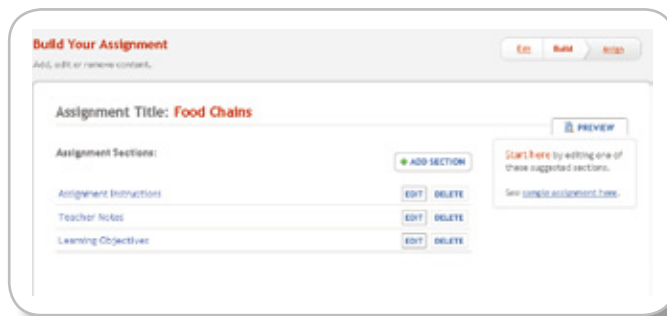 Build Your Assignment
Add, edit or remove content.
Exit Build Assign
Assignment Title: Food Chains
PREVIEW
Assignment Sections:
+ ADD SECTION
Start here by editing one of
these suggested sections.
See sample assignment here.
Assignment Instructions EDIT DELETE
Teacher Notes EDIT DELETE
Learning Objectives EDIT DELETE